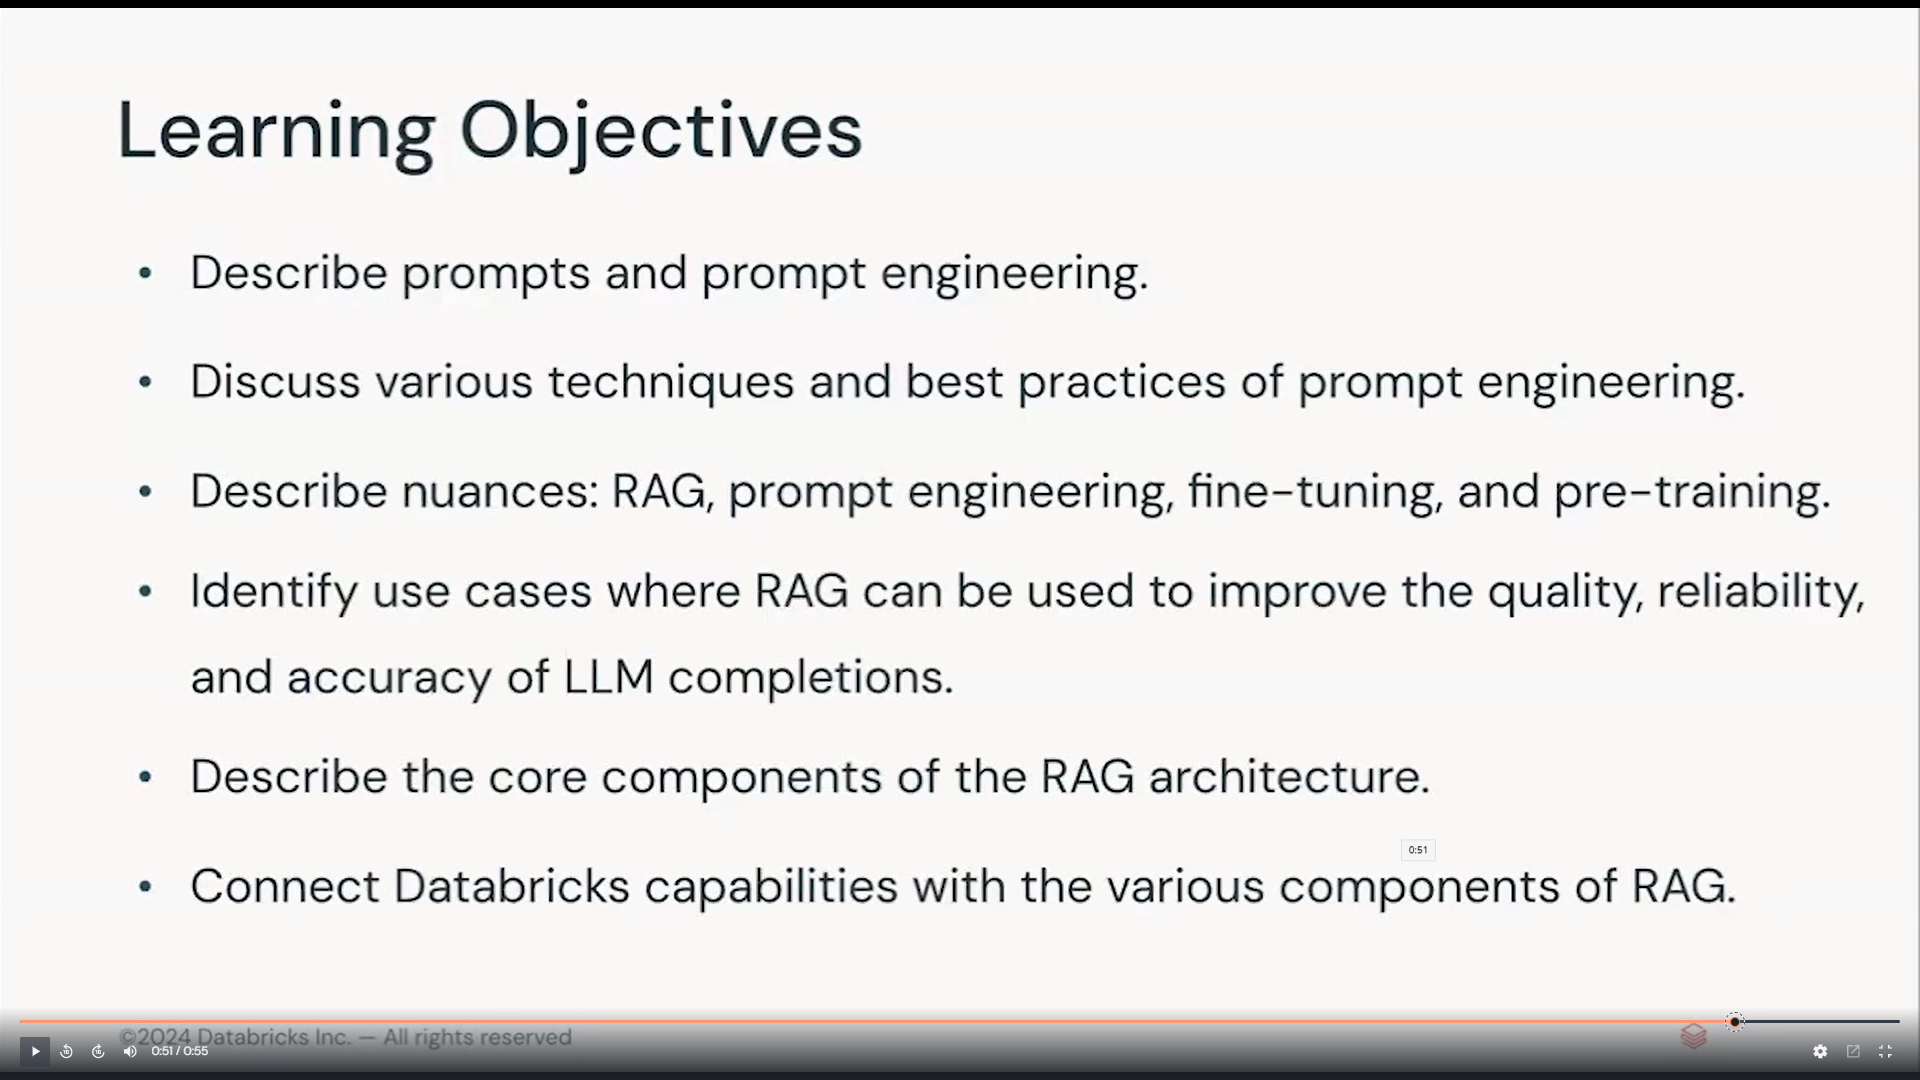 Learning Objectives
• Describe prompts and prompt engineering.
• Discuss various techniques and best practices of prompt engineering.
• Describe nuances: RAG, prompt engineering, fine-tuning, and pre-training.
• Identify use cases where RAG can be used to improve the quality, reliability,
and accuracy of LLM completions.
• Describe the core components of the RAG architecture.
0:51
• Connect Databricks capabilities with the various components of RAG.
©2024 Databricks Inc. — All rights reserved
0:51 / 0:55